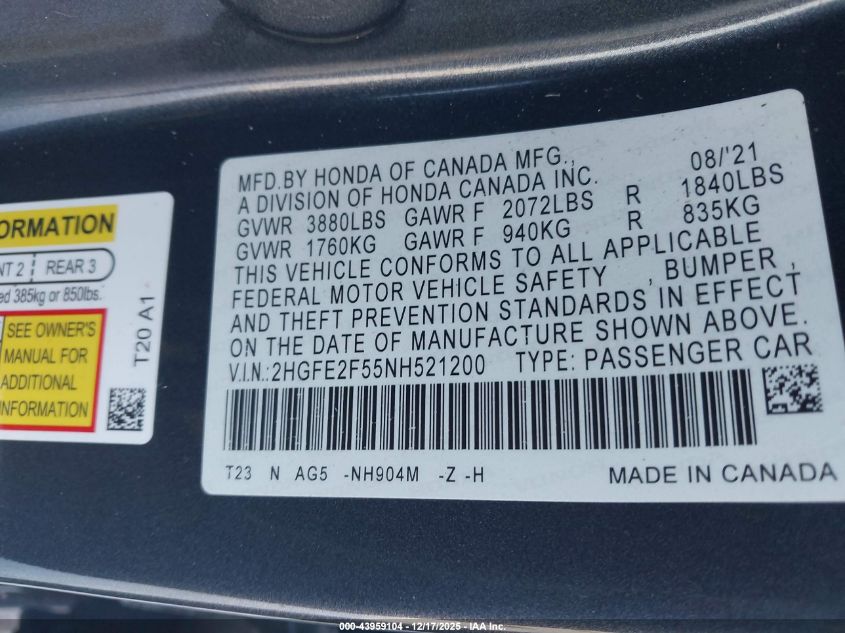 ORMATION
NT 2 | REAR 3
ed 385kg or 850lbs.
SEE OWNER'S
MANUAL FOR
ADDITIONAL
INFORMATION
T20 A1
MFD.BY HONDA OF CANADA MFG., 08/'21
A DIVISION OF HONDA CANADA INC.
GVWR 3880LBS GAWR F 2072LBS R 1840LBS
GVWR 1760KG GAWR F 940KG R 835KG
THIS VEHICLE CONFORMS TO ALL APPLICABLE
FEDERAL MOTOR VEHICLE SAFETY , BUMPER ,
AND THEFT PREVENTION STANDARDS IN EFFECT
ON THE DATE OF MANUFACTURE SHOWN ABOVE.
V.I.N.:2HGFE2F55NH521200 TYPE: PASSENGER CAR
T23 N AG5 -NH904M -Z -H MADE IN CANADA
000-43959104 - 12/17/2025 - IAA Inc.